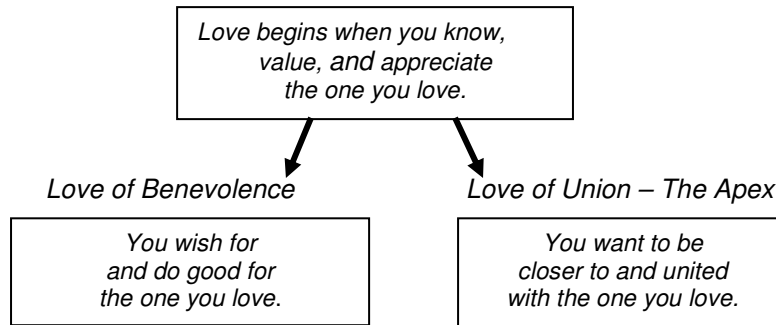 Love begins when you know,
value, and appreciate
the one you love.
Love of Benevolence
Love of Union – The Apex
You wish for
and do good for
the one you love.
You want to be
closer to and united
with the one you love.